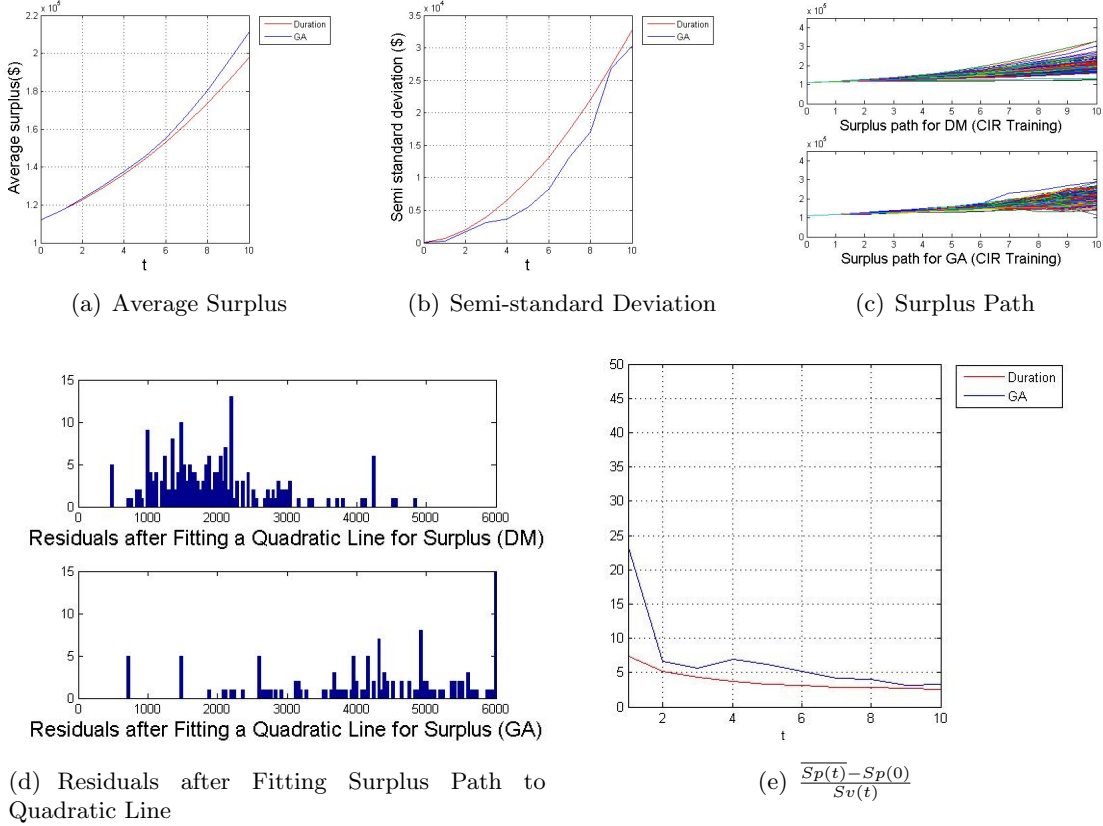 2.2 x 10^5
2
1.8
1.6
1.4
1.2
1
0 2 4 6 8 10
t
Average surplus($)
Duration
GA
(a) Average Surplus
3.5 x 10^4
3
2.5
2
1.5
1
0.5
0
0 2 4 6 8 10
t
Semi standard deviation ($)
Duration
GA
(b) Semi-standard Deviation
x 10^5
4
3
2
1
0
0 1 2 3 4 5 6 7 8 9 10
Surplus path for DM (CIR Training)
x 10^5
4
3
2
1
0
0 1 2 3 4 5 6 7 8 9 10
Surplus path for GA (CIR Training)
(c) Surplus Path
15
10
5
0
0 1000 2000 3000 4000 5000 6000
Residuals after Fitting a Quadratic Line for Surplus (DM)
15
10
5
0
0 1000 2000 3000 4000 5000 6000
Residuals after Fitting a Quadratic Line for Surplus (GA)
(d) Residuals after Fitting Surplus Path to
Quadratic Line
50
45
40
35
30
25
20
15
10
5
0
2 4 6 8 10
t
Duration
GA
(e) \frac{\overline{Sp(t)}-Sp(0)}{Sv(t)}